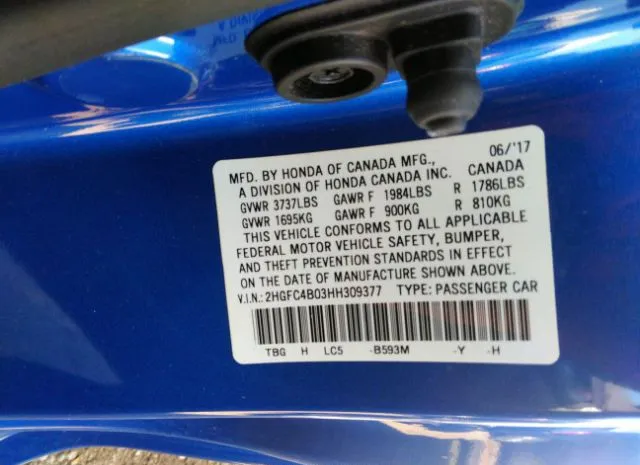 06/'17
MFD. BY HONDA OF CANADA MFG., CANADA
A DIVISION OF HONDA CANADA INC.
GVWR 3737LBS GAWR F 1984LBS R 1786LBS
GVWR 1695KG GAWR F 900KG R 810KG
THIS VEHICLE CONFORMS TO ALL APPLICABLE
FEDERAL MOTOR VEHICLE SAFETY, BUMPER,
AND THEFT PREVENTION STANDARDS IN EFFECT
ON THE DATE OF MANUFACTURE SHOWN ABOVE.
V.I.N.: 2HGFC4B03HH309377 TYPE: PASSENGER CAR
TBG H LC5 -B593M -Y -H